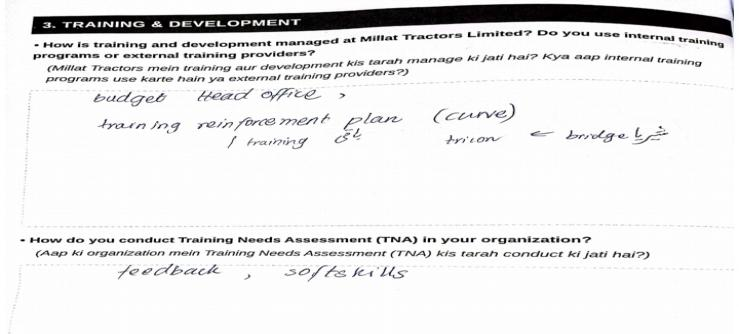 3. TRAINING & DEVELOPMENT
• How is training and development managed at Millat Tractors Limited? Do you use internal training
programs or external training providers?
(Millat Tractors mein training aur development kis tarah manage ki jati hai? Kya aap internal training
programs use karte hain ya external training providers?)
budget Head office ,
training reinforcement plan (curve)
training باقی tricon ← bridge
• How do you conduct Training Needs Assessment (TNA) in your organization?
(Aap ki organization mein Training Needs Assessment (TNA) kis tarah conduct ki jati hai?)
feedback , softskills